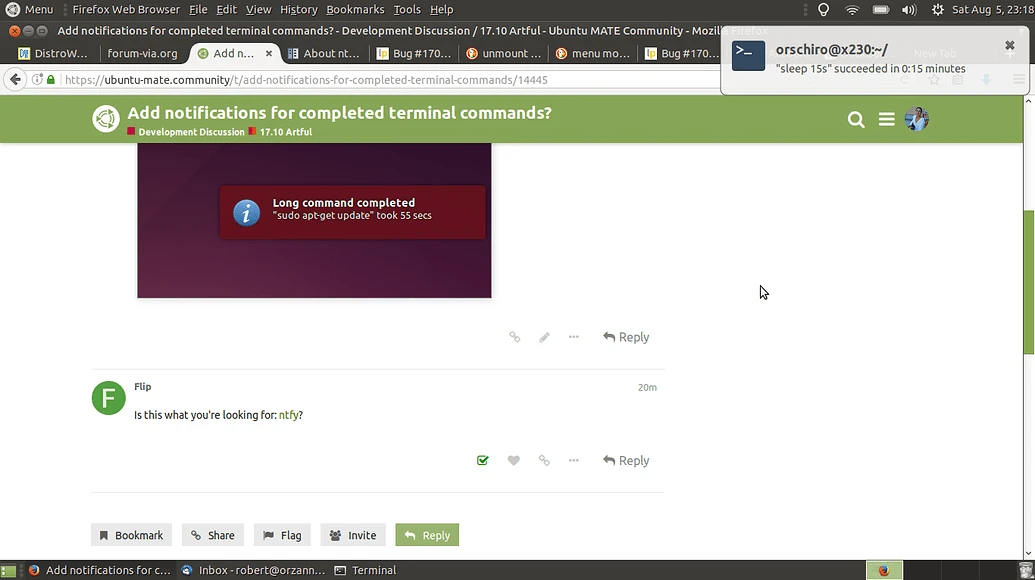 Menu Firefox Web Browser File Edit View History Bookmarks Tools Help Sat Aug 5, 23:18
Add notifications for completed terminal commands? - Development Discussion / 17.10 Artful - Ubuntu MATE Community - Mozilla Firefox
DistroW... forum-via.org Add n... About nt... Bug #170... unmount ... menu mo... Bug #170... New Tab
https://ubuntu-mate.community/t/add-notifications-for-completed-terminal-commands/14445
orschiro@x230:~/
"sleep 15s" succeeded in 0:15 minutes
Add notifications for completed terminal commands?
Development Discussion 17.10 Artful
Long command completed
"sudo apt-get update" took 55 secs
Reply
F Flip 20m
Is this what you're looking for: ntfy?
Reply
Bookmark Share Flag Invite Reply
Add notifications for c... Inbox - robert@orzann... Terminal